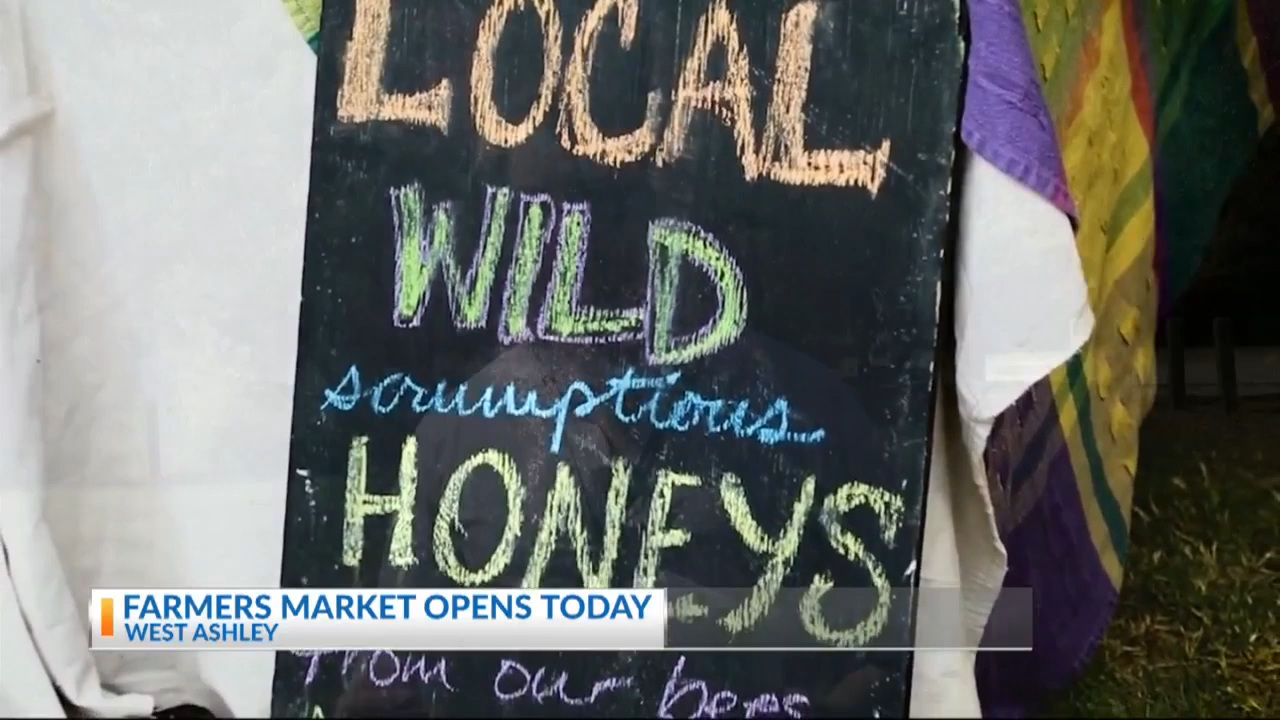 LOCAL
WILD
scrumptious
HONEYS
FARMERS MARKET OPENS TODAY
WEST ASHLEY
from our bees